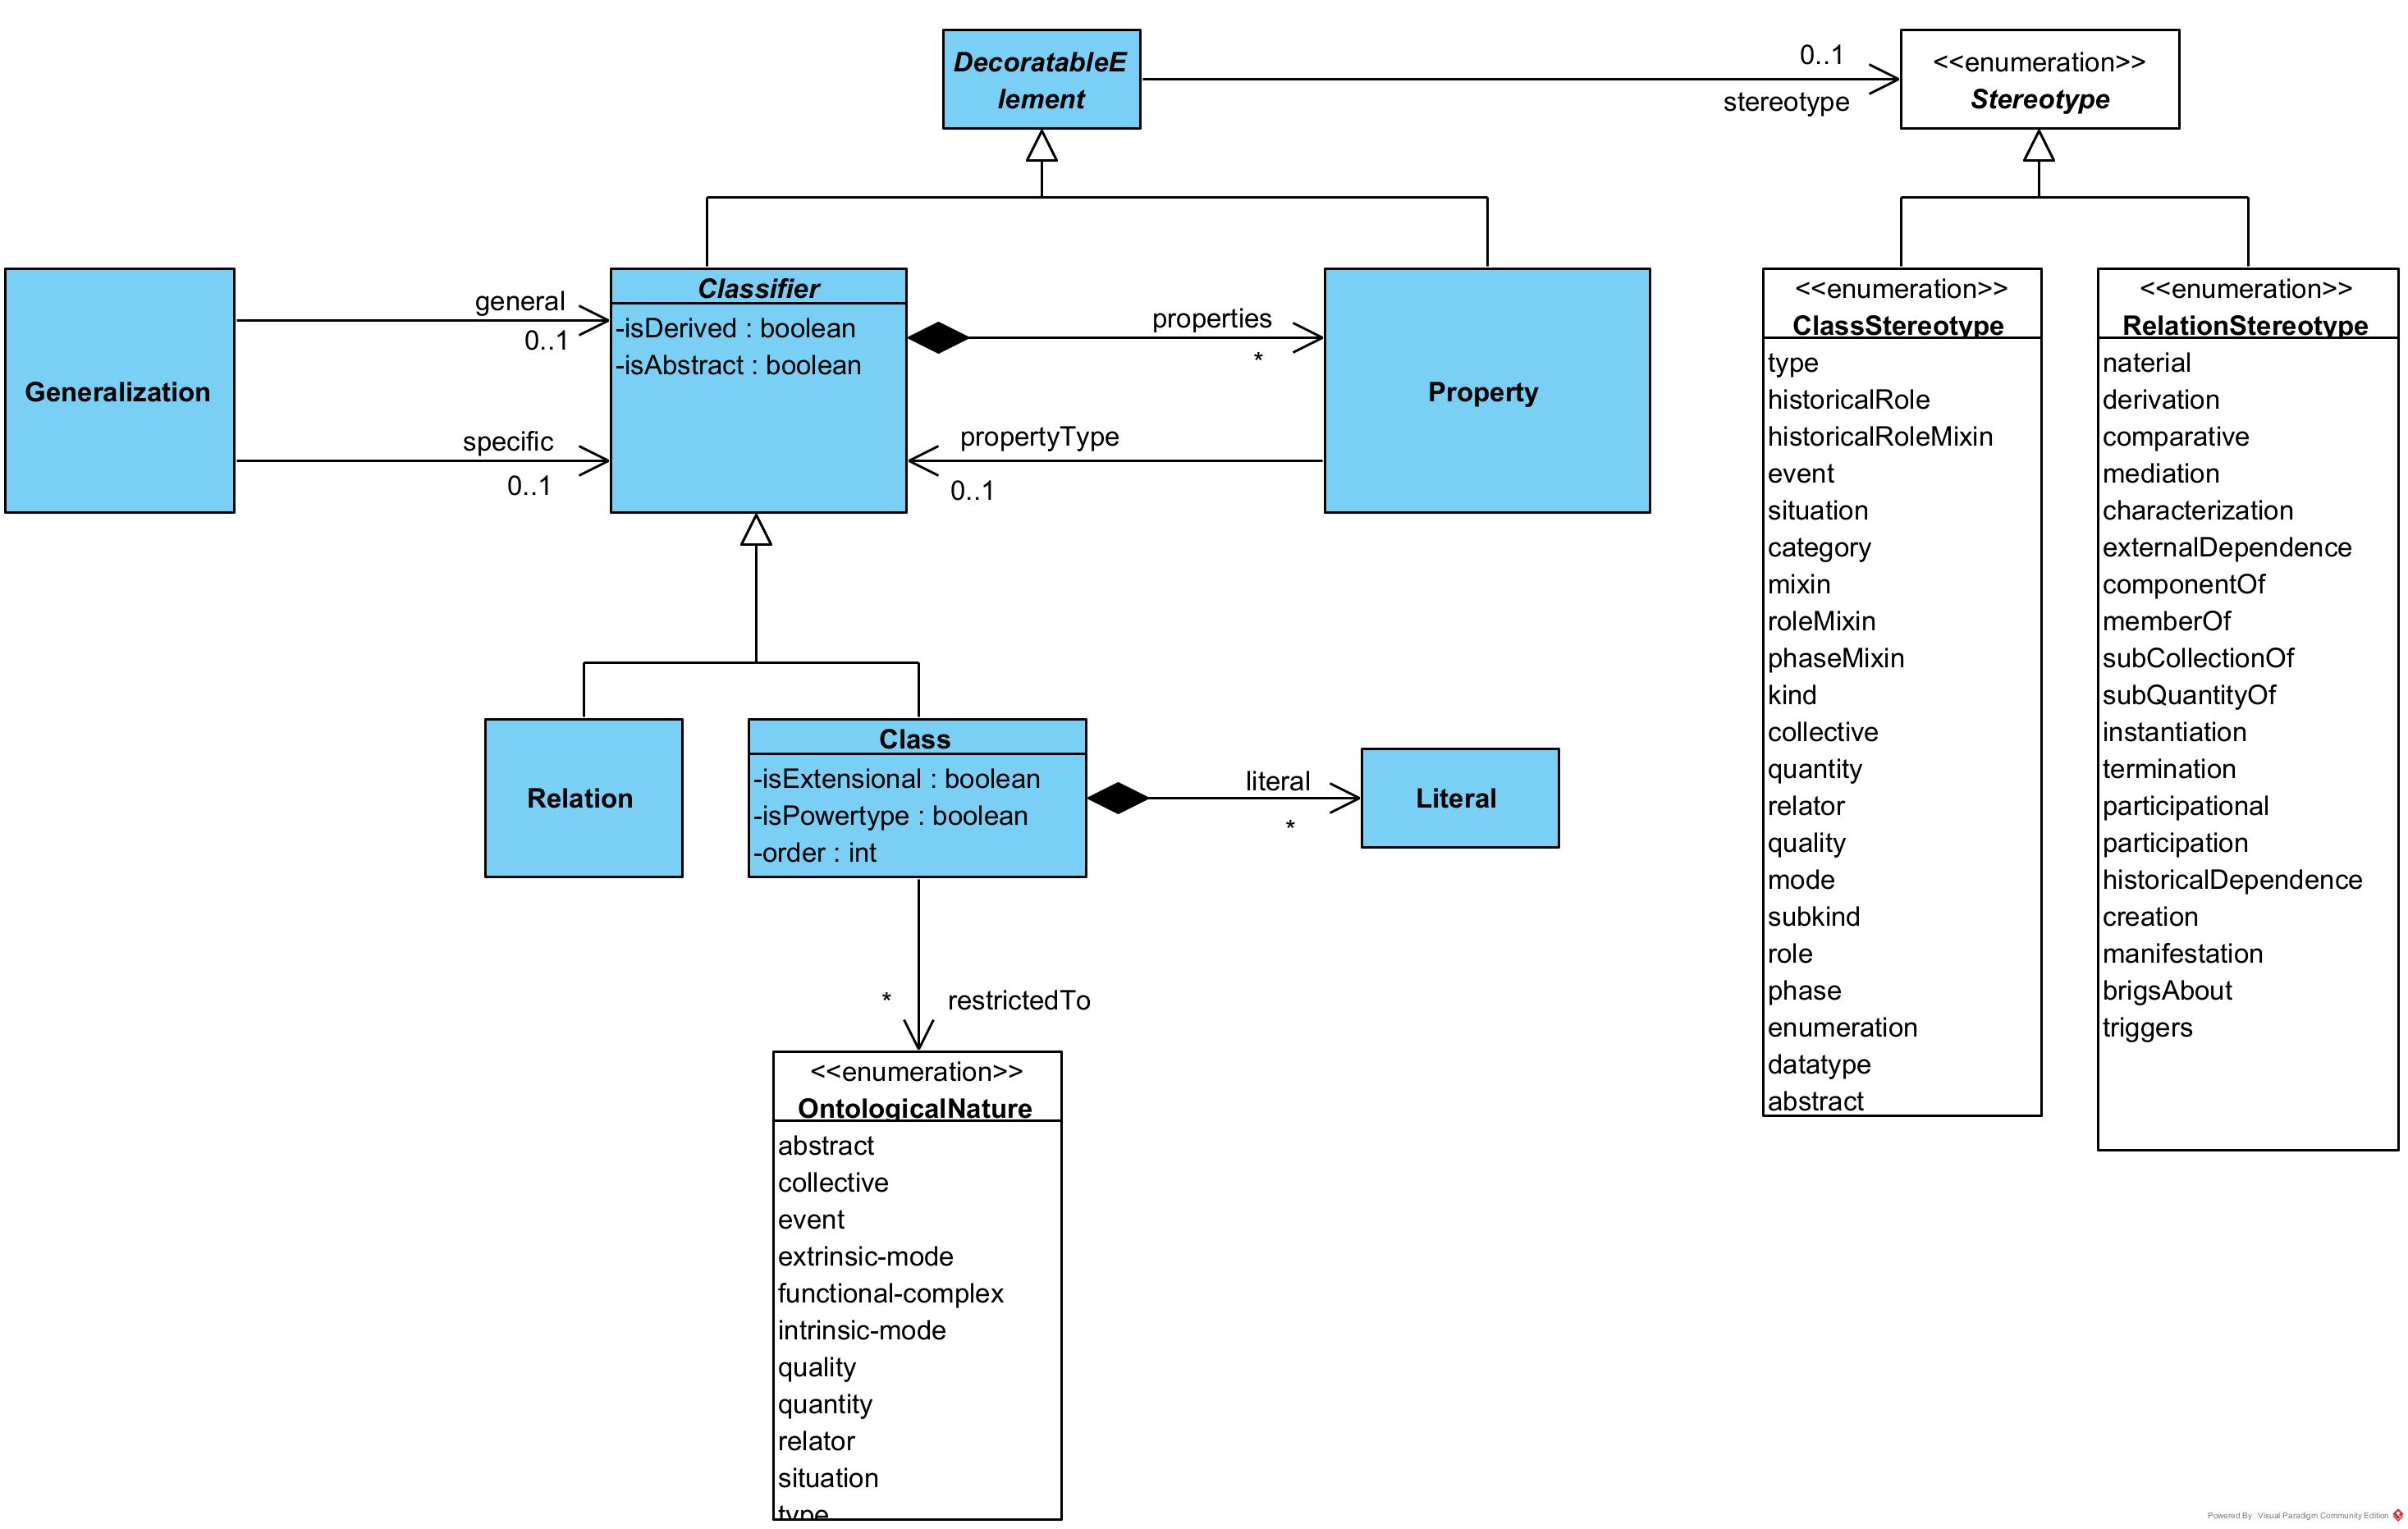 DecoratableE
lement
0..1
stereotype
<<enumeration>>
Stereotype
Generalization
general
0..1
specific
0..1
Classifier
-isDerived : boolean
-isAbstract : boolean
properties
*
propertyType
0..1
Property
<<enumeration>>
ClassStereotype
type
historicalRole
historicalRoleMixin
event
situation
category
mixin
roleMixin
phaseMixin
kind
collective
quantity
relator
quality
mode
subkind
role
phase
enumeration
datatype
abstract
<<enumeration>>
RelationStereotype
naterial
derivation
comparative
mediation
characterization
externalDependence
componentOf
memberOf
subCollectionOf
subQuantityOf
instantiation
termination
participational
participation
historicalDependence
creation
manifestation
brigsAbout
triggers
Relation
Class
-isExtensional : boolean
-isPowertype : boolean
-order : int
literal
*
Literal
*
restrictedTo
<<enumeration>>
OntologicalNature
abstract
collective
event
extrinsic-mode
functional-complex
intrinsic-mode
quality
quantity
relator
situation
type
Powered By: Visual Paradigm Community Edition